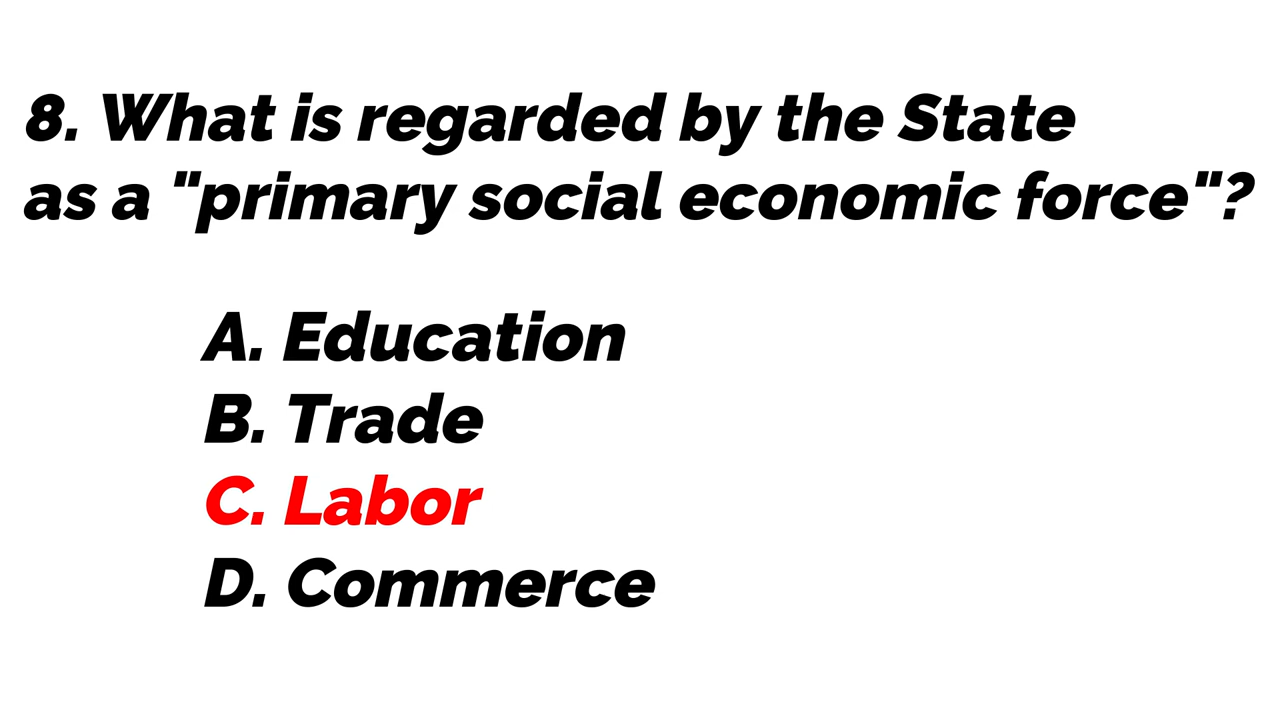 8. What is regarded by the State
as a "primary social economic force"?
A. Education
B. Trade
C. Labor
D. Commerce